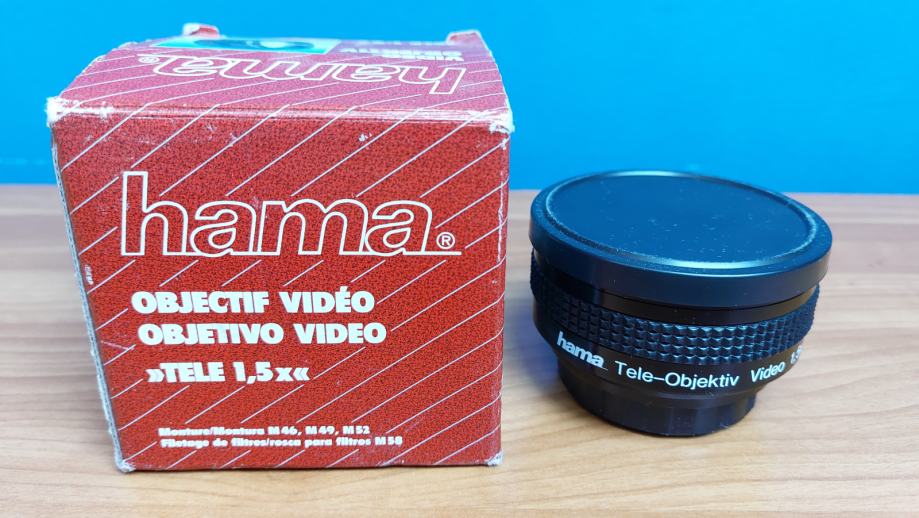 hama®
hama®
OBJECTIF VIDÉO
OBJETIVO VIDEO
»TELE 1,5x«
Monture/Montura M 46, M 49, M 52
Filetage de filtres/rosca para filtros M 58
hama Tele-Objektiv Video